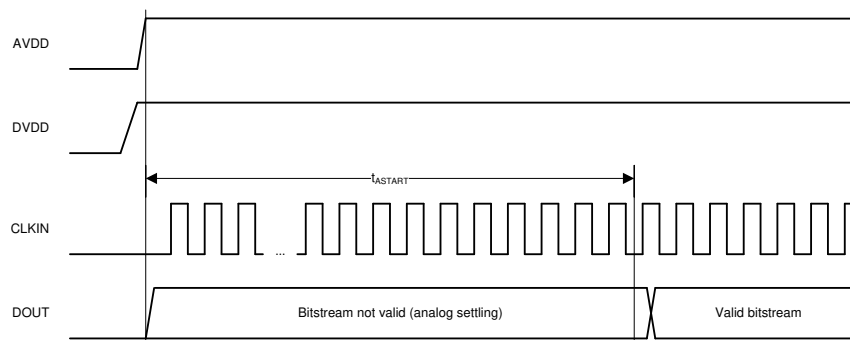 AVDD
DVDD
tASTART
CLKIN
...
DOUT
Bitstream not valid (analog settling)
Valid bitstream